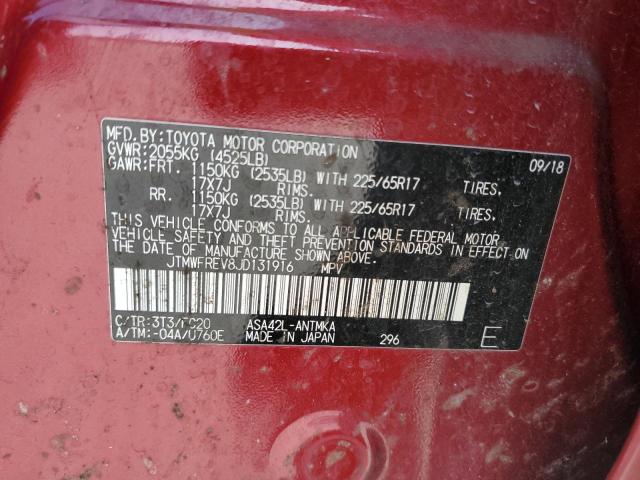 MFD. BY: TOYOTA MOTOR CORPORATION 09/18
GVWR: 2055KG (4525LB)
GAWR: FRT. 1150KG (2535LB) WITH 225/65R17 TIRES.
17X7J RIMS.
RR. 1150KG (2535LB) WITH 225/65R17 TIRES.
17X7J RIMS.
THIS VEHICLE CONFORMS TO ALL APPLICABLE FEDERAL MOTOR
VEHICLE SAFETY AND BUMPER STANDARDS IN EFFECT ON
THE DATE OF MANUFACTURE SHOWN ABOVE.
JTMWFREV8JD131916 MPV
C/TR: 3T3/FC20 ASA42L-ANTMKA
A/TM: -04A/U760E MADE IN JAPAN 296 E